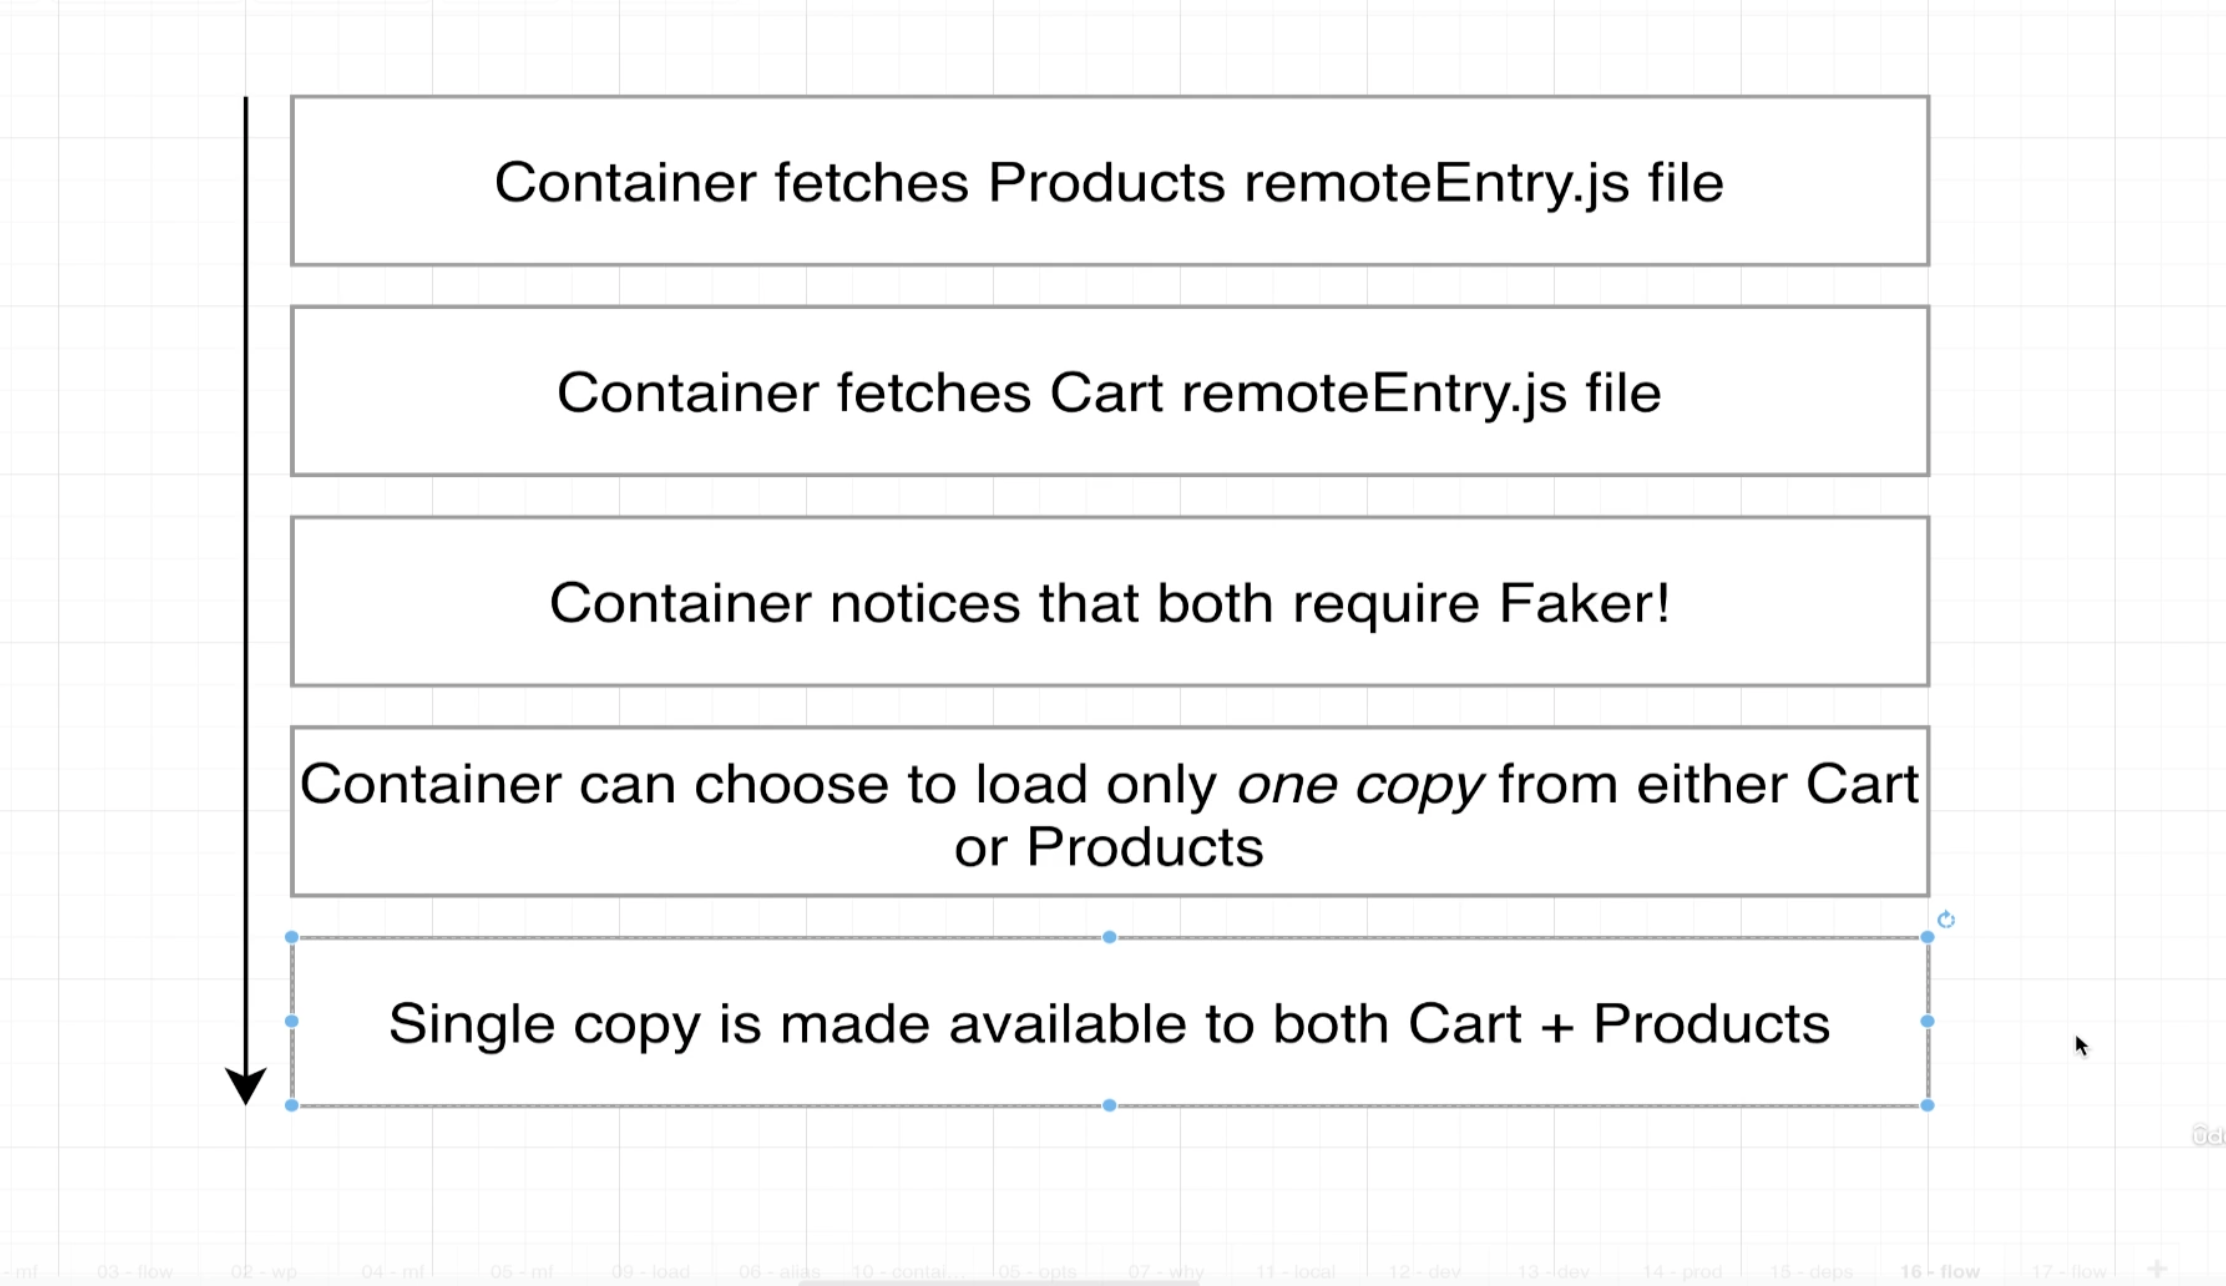 Container fetches Products remoteEntry.js file
Container fetches Cart remoteEntry.js file
Container notices that both require Faker!
Container can choose to load only one copy from either Cart
or Products
Single copy is made available to both Cart + Products
- mf 03 - flow 02 - wp 04 - mf 05 - mf 09 - load 06 - alias 10 - contai... 05 - opts 07 - why 11 - local 12 - dev 13 - dev 14 - prod 15 - deps 16 - flow 17 - flow